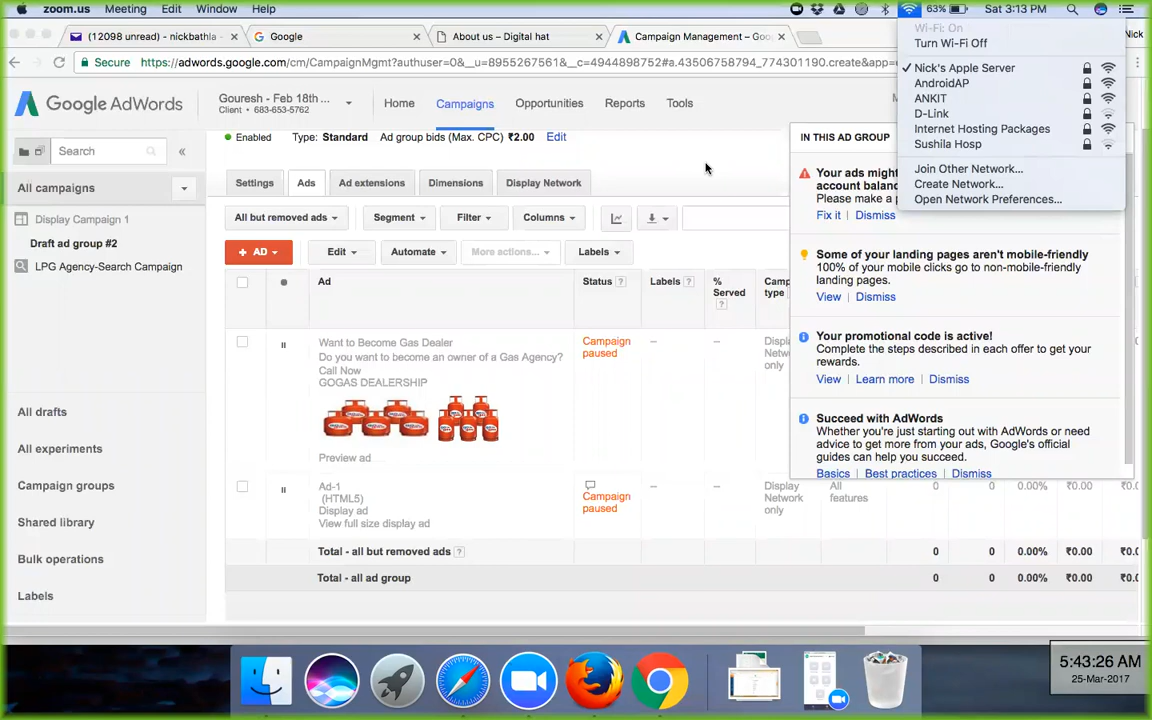 zoom.us Meeting Edit Window Help 63% Sat 3:13 PM
(12098 unread) - nickbathla Google About us – Digital hat Campaign Management – Goo Nick
Secure https://adwords.google.com/cm/CampaignMgmt?authuser=0&__u=8955267561&__c=4944898752#a.43506758794_774301190.create&app=
Wi-Fi: On
Turn Wi-Fi Off
Nick's Apple Server
AndroidAP
ANKIT
D-Link
Internet Hosting Packages
Sushila Hosp
Join Other Network...
Create Network...
Open Network Preferences...
Google AdWords
Gouresh - Feb 18th...
Client - 683-653-5762
Home Campaigns Opportunities Reports Tools
Search
All campaigns
Display Campaign 1
Draft ad group #2
LPG Agency-Search Campaign
All drafts
All experiments
Campaign groups
Shared library
Bulk operations
Labels
Enabled Type: Standard Ad group bids (Max. CPC) ₹2.00 Edit
Settings Ads Ad extensions Dimensions Display Network
All but removed ads Segment Filter Columns
+ AD Edit Automate More actions... Labels
Ad Status ? Labels ? % Served ? Camp type
Want to Become Gas Dealer
Do you want to become an owner of a Gas Agency?
Call Now
GOGAS DEALERSHIP
Preview ad
Campaign paused -- -- Display Netwo only
Ad-1
(HTML5)
Display ad
View full size display ad
Campaign paused -- -- Display Network only All features 0 0 0.00% ₹0.00 ₹0.0
Total - all but removed ads ? 0 0 0.00% ₹0.00 ₹0.0
Total - all ad group 0 0 0.00% ₹0.00 ₹0.0
IN THIS AD GROUP
Your ads might
account balanc
Please make a p
Fix it | Dismiss
Some of your landing pages aren't mobile-friendly
100% of your mobile clicks go to non-mobile-friendly
landing pages.
View | Dismiss
Your promotional code is active!
Complete the steps described in each offer to get your
rewards.
View | Learn more | Dismiss
Succeed with AdWords
Whether you're just starting out with AdWords or need
advice to get more from your ads, Google's official
guides can help you succeed.
Basics | Best practices | Dismiss
5:43:26 AM
25-Mar-2017